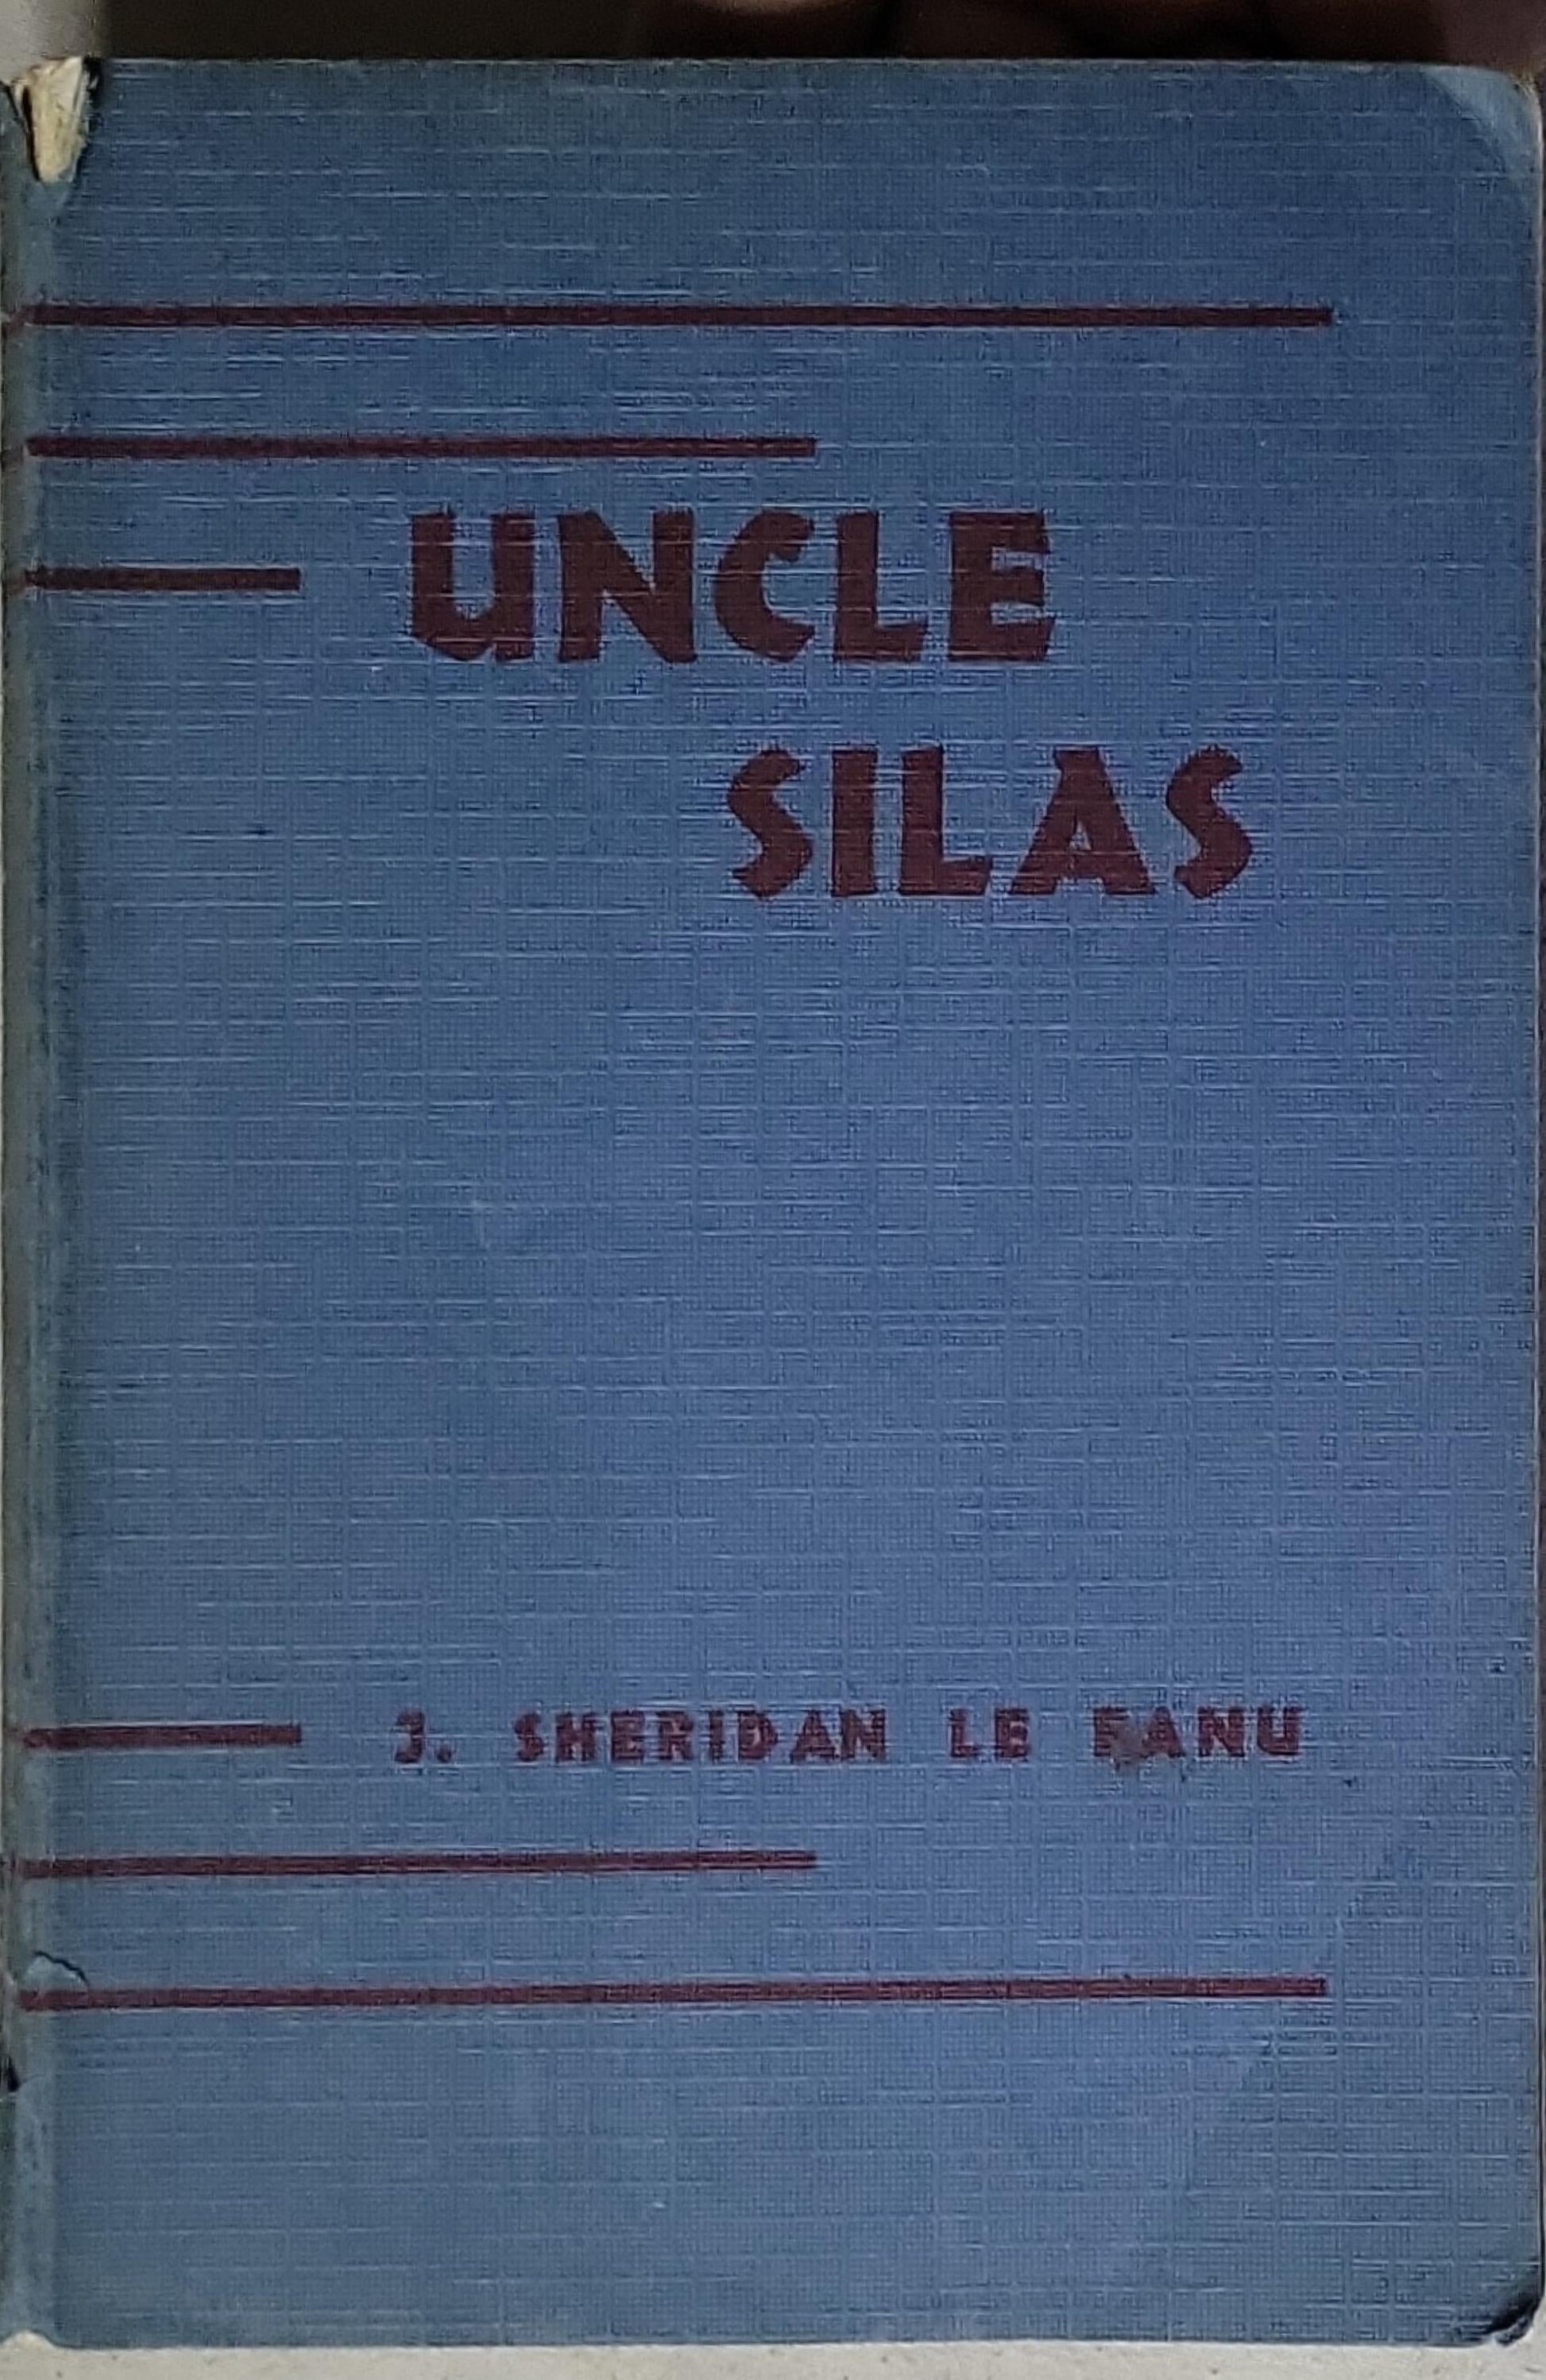 UNCLE
SILAS
J. SHERIDAN LE FANU